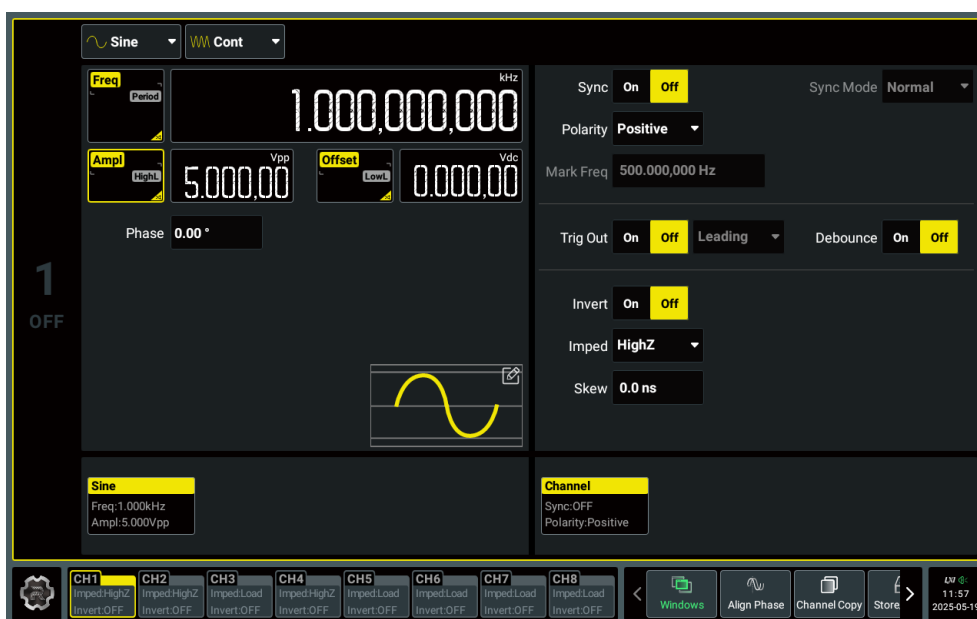 Sine Cont
Freq
Period
kHz
1.000,000,000
Ampl
HighL
Vpp
5.000,00
Offset
LowL
Vdc
0.000,00
Phase 0.00 °
1
OFF
Sync On Off Sync Mode Normal
Polarity Positive
Mark Freq 500.000,000 Hz
Trig Out On Off Leading Debounce On Off
Invert On Off
Imped HighZ
Skew 0.0 ns
Sine
Freq:1.000kHz
Ampl:5.000Vpp
Channel
Sync:OFF
Polarity:Positive
CH1 CH2 CH3 CH4 CH5 CH6 CH7 CH8
Imped:HighZ Imped:HighZ Imped:Load Imped:HighZ Imped:Load Imped:Load Imped:Load Imped:Load
Invert:OFF Invert:OFF Invert:OFF Invert:OFF Invert:OFF Invert:OFF Invert:OFF Invert:OFF
Windows Align Phase Channel Copy Store
LXI
11:57
2025-05-19